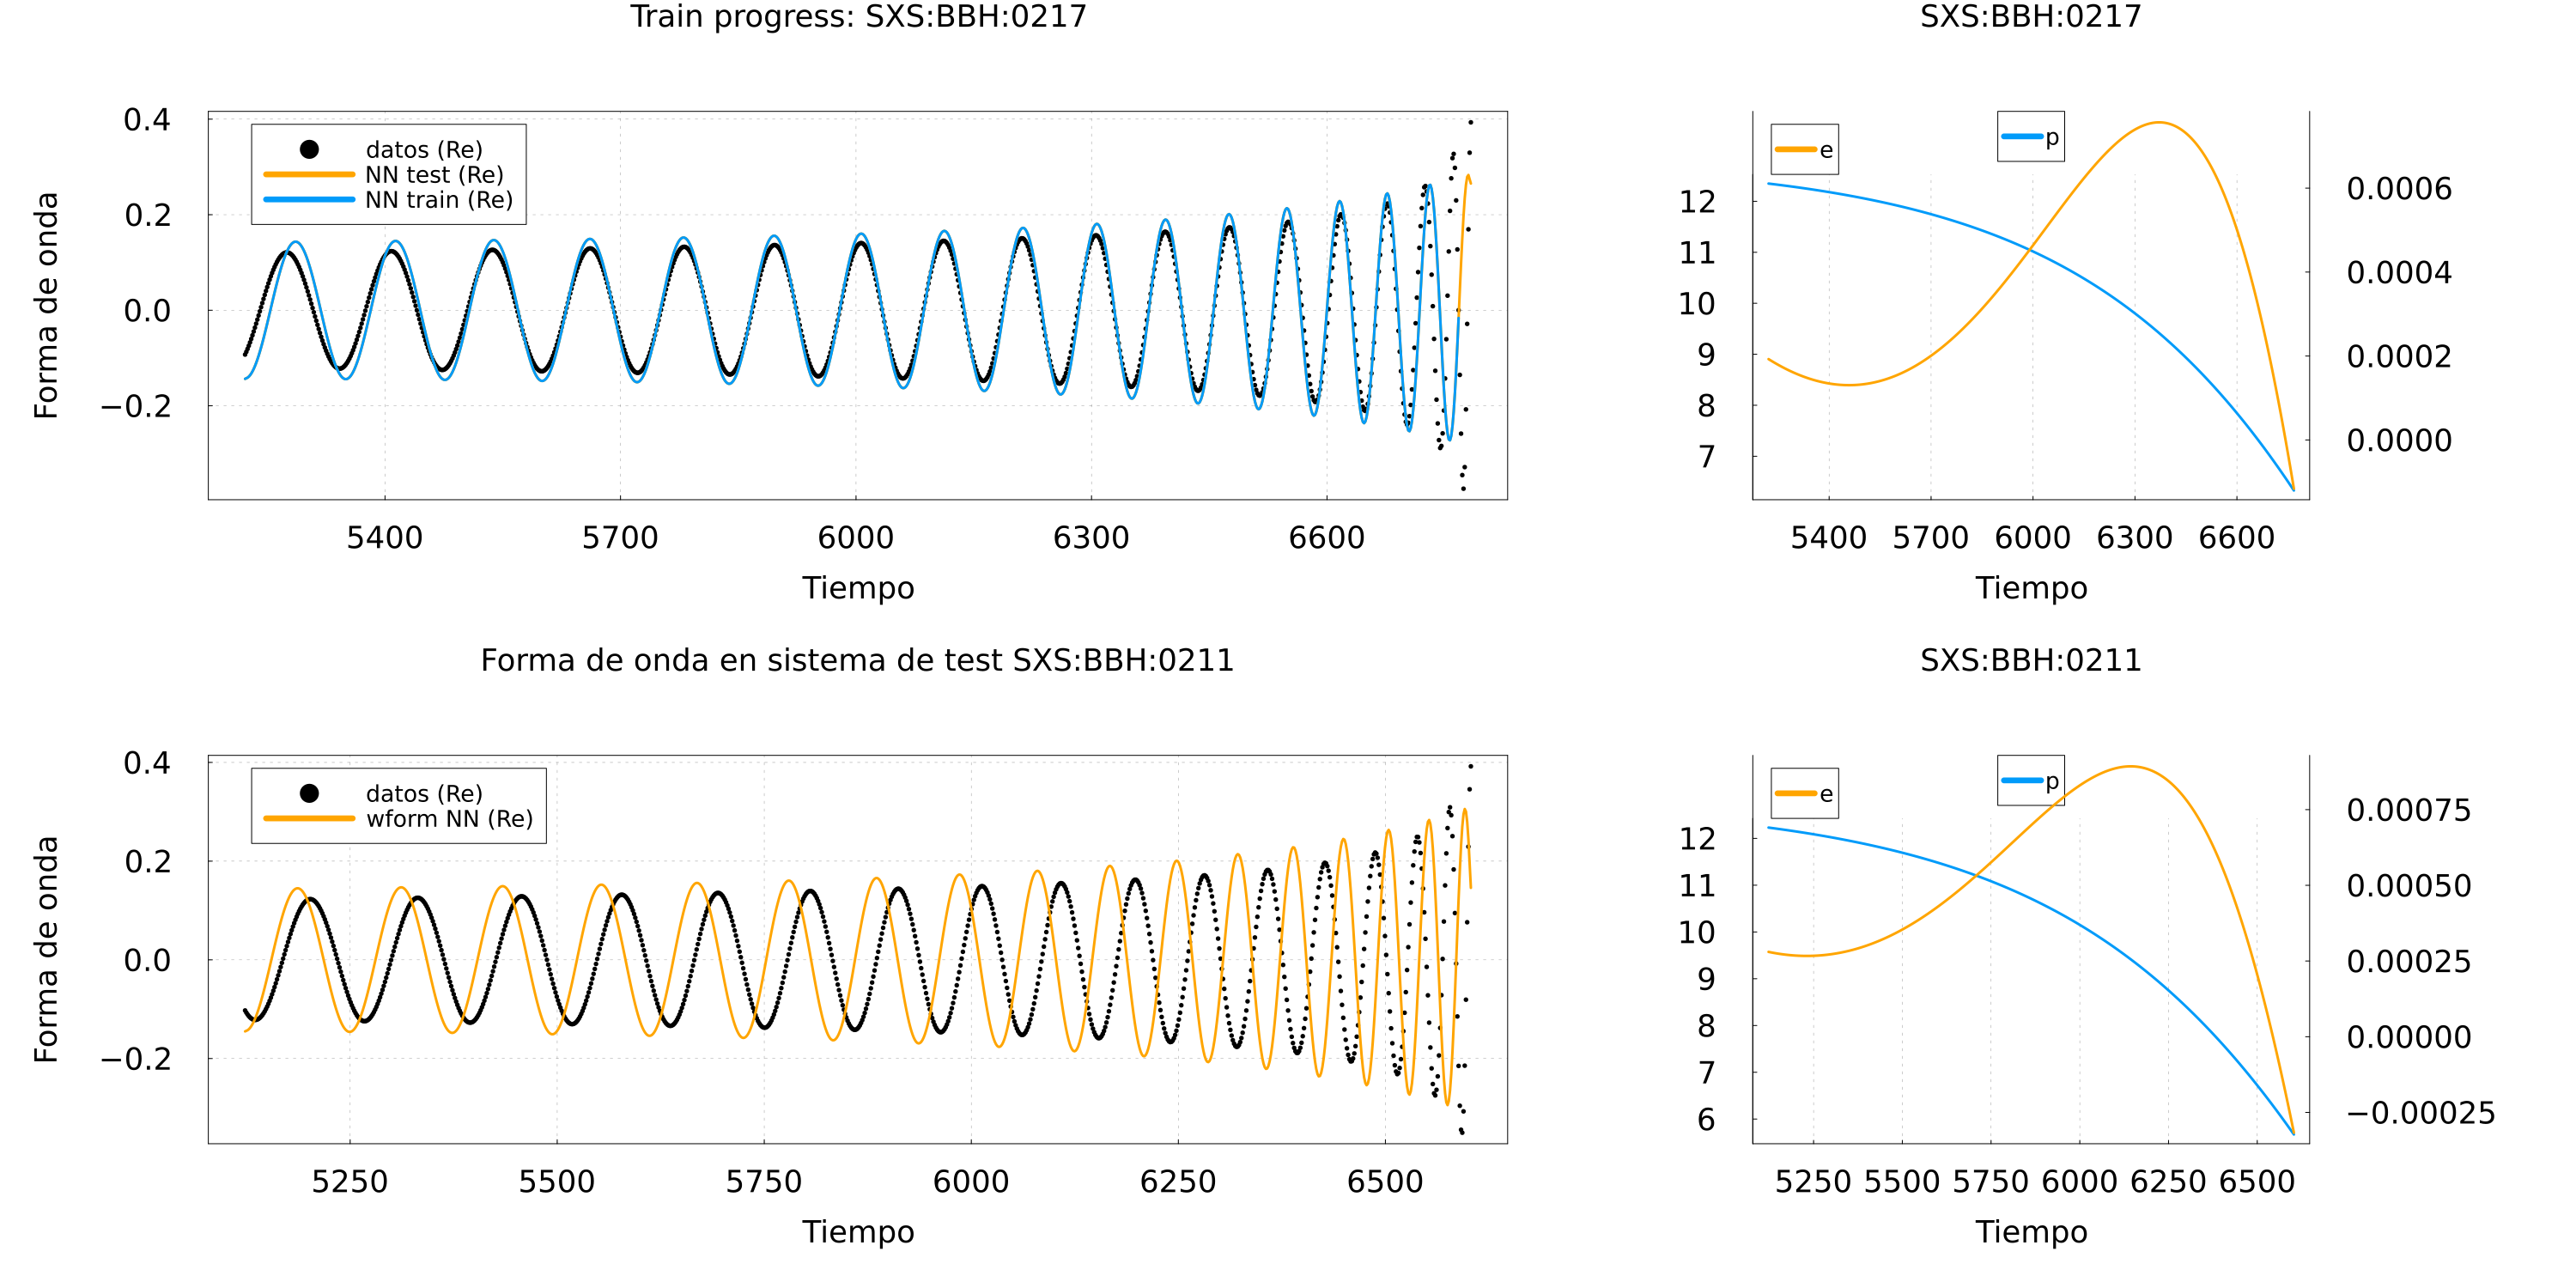 Train progress: SXS:BBH:0217
0.4
0.2
0.0
−0.2
Forma de onda
datos (Re)
NN test (Re)
NN train (Re)
5400 5700 6000 6300 6600
Tiempo
SXS:BBH:0217
e
p
12
11
10
9
8
7
0.0006
0.0004
0.0002
0.0000
5400 5700 6000 6300 6600
Tiempo
Forma de onda en sistema de test SXS:BBH:0211
0.4
0.2
0.0
−0.2
Forma de onda
datos (Re)
wform NN (Re)
5250 5500 5750 6000 6250 6500
Tiempo
SXS:BBH:0211
e
p
12
11
10
9
8
7
6
0.00075
0.00050
0.00025
0.00000
−0.00025
5250 5500 5750 6000 6250 6500
Tiempo